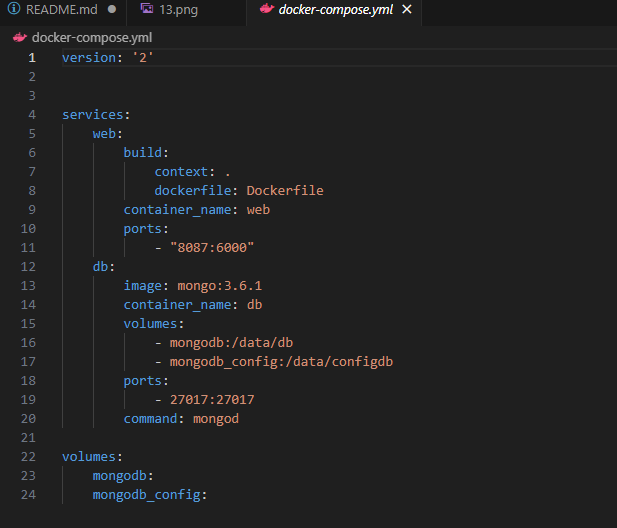 README.md
13.png
docker-compose.yml
docker-compose.yml
1 version: '2'
2
3
4 services:
5     web:
6         build:
7             context: .
8             dockerfile: Dockerfile
9         container_name: web
10         ports:
11             - "8087:6000"
12     db:
13         image: mongo:3.6.1
14         container_name: db
15         volumes:
16             - mongodb:/data/db
17             - mongodb_config:/data/configdb
18         ports:
19             - 27017:27017
20         command: mongod
21
22 volumes:
23     mongodb:
24     mongodb_config: